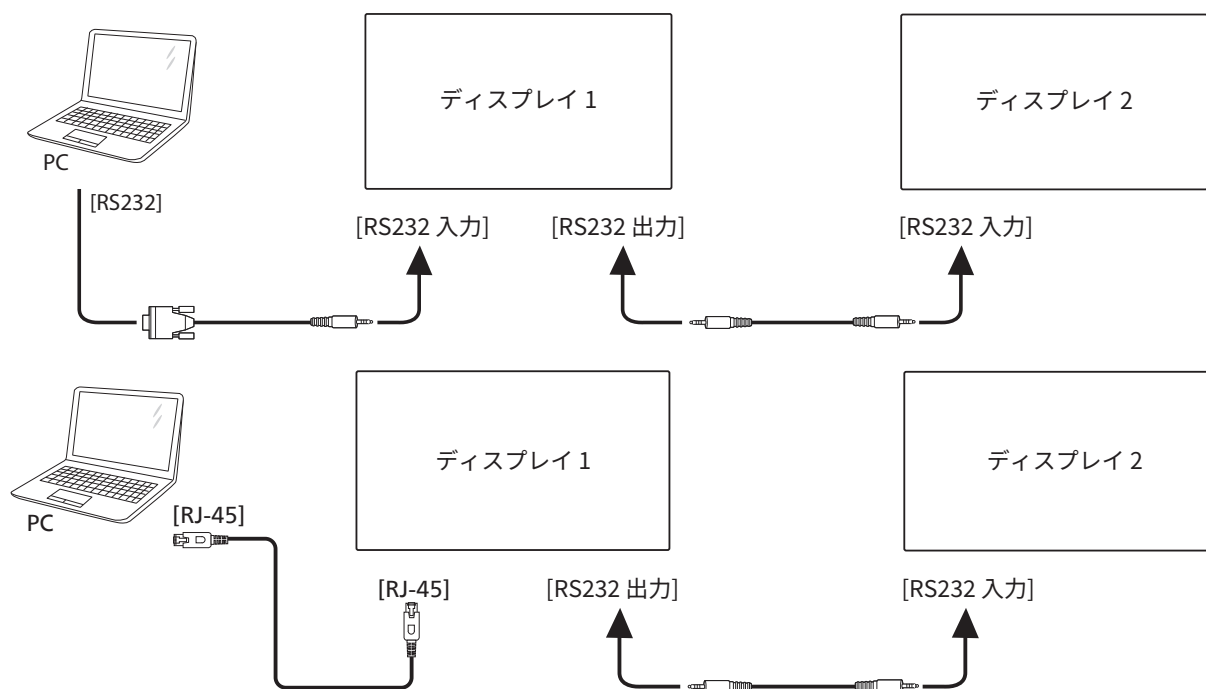 ディスプレイ 1
ディスプレイ 2
PC
[RS232]
[RS232 入力]
[RS232 出力]
[RS232 入力]
ディスプレイ 1
ディスプレイ 2
PC
[RJ-45]
[RJ-45]
[RS232 出力]
[RS232 入力]